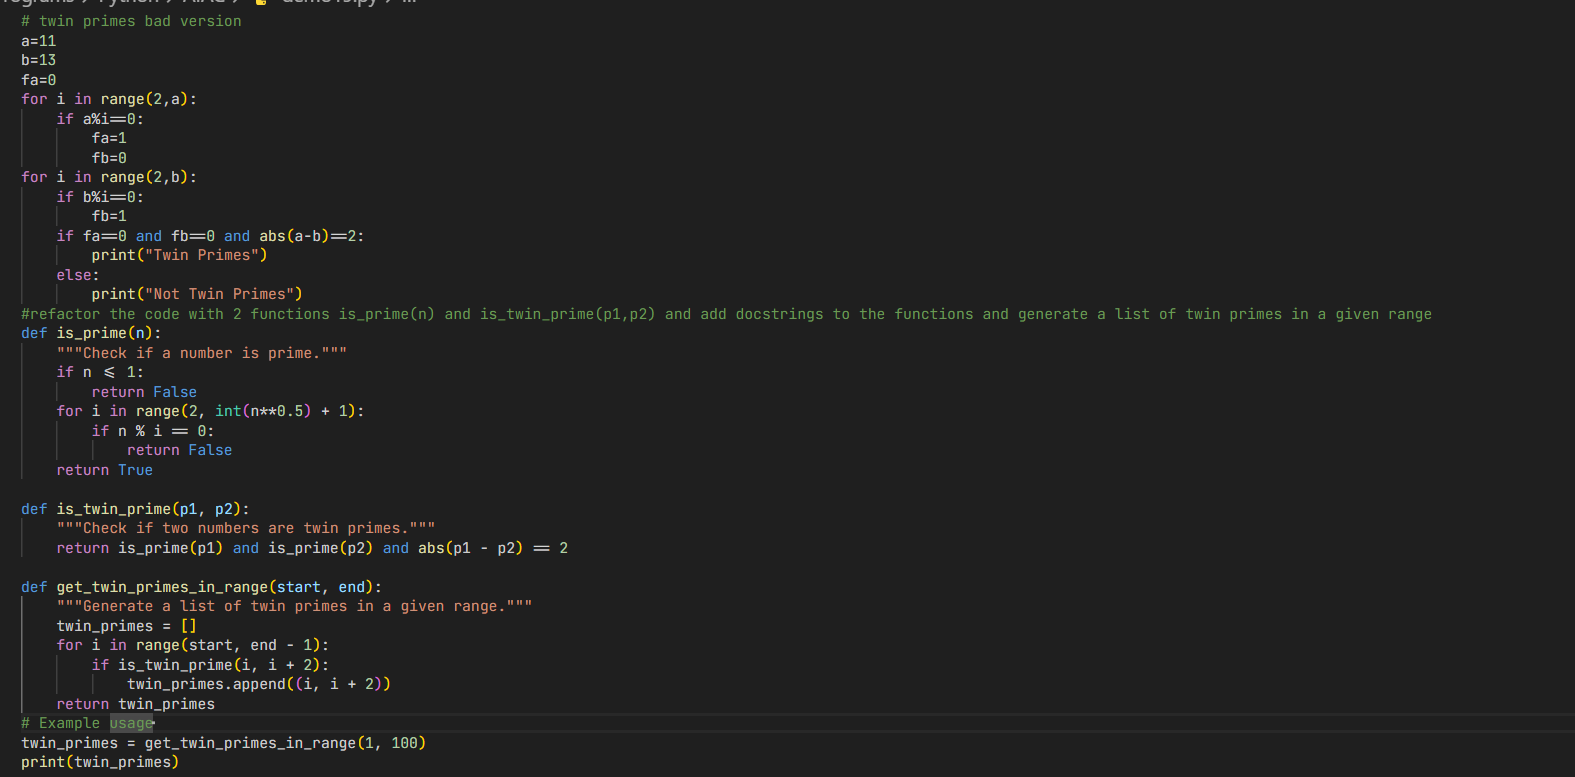 # twin primes bad version
a=11
b=13
fa=0
for i in range(2,a):
    if a%i==0:
        fa=1
        fb=0
for i in range(2,b):
    if b%i==0:
        fb=1
    if fa==0 and fb==0 and abs(a-b)==2:
        print("Twin Primes")
    else:
        print("Not Twin Primes")
#refactor the code with 2 functions is_prime(n) and is_twin_prime(p1,p2) and add docstrings to the functions and generate a list of twin primes in a given range
def is_prime(n):
    """Check if a number is prime."""
    if n <= 1:
        return False
    for i in range(2, int(n**0.5) + 1):
        if n % i == 0:
            return False
    return True

def is_twin_prime(p1, p2):
    """Check if two numbers are twin primes."""
    return is_prime(p1) and is_prime(p2) and abs(p1 - p2) == 2

def get_twin_primes_in_range(start, end):
    """Generate a list of twin primes in a given range."""
    twin_primes = []
    for i in range(start, end - 1):
        if is_twin_prime(i, i + 2):
            twin_primes.append((i, i + 2))
    return twin_primes
# Example usage
twin_primes = get_twin_primes_in_range(1, 100)
print(twin_primes)